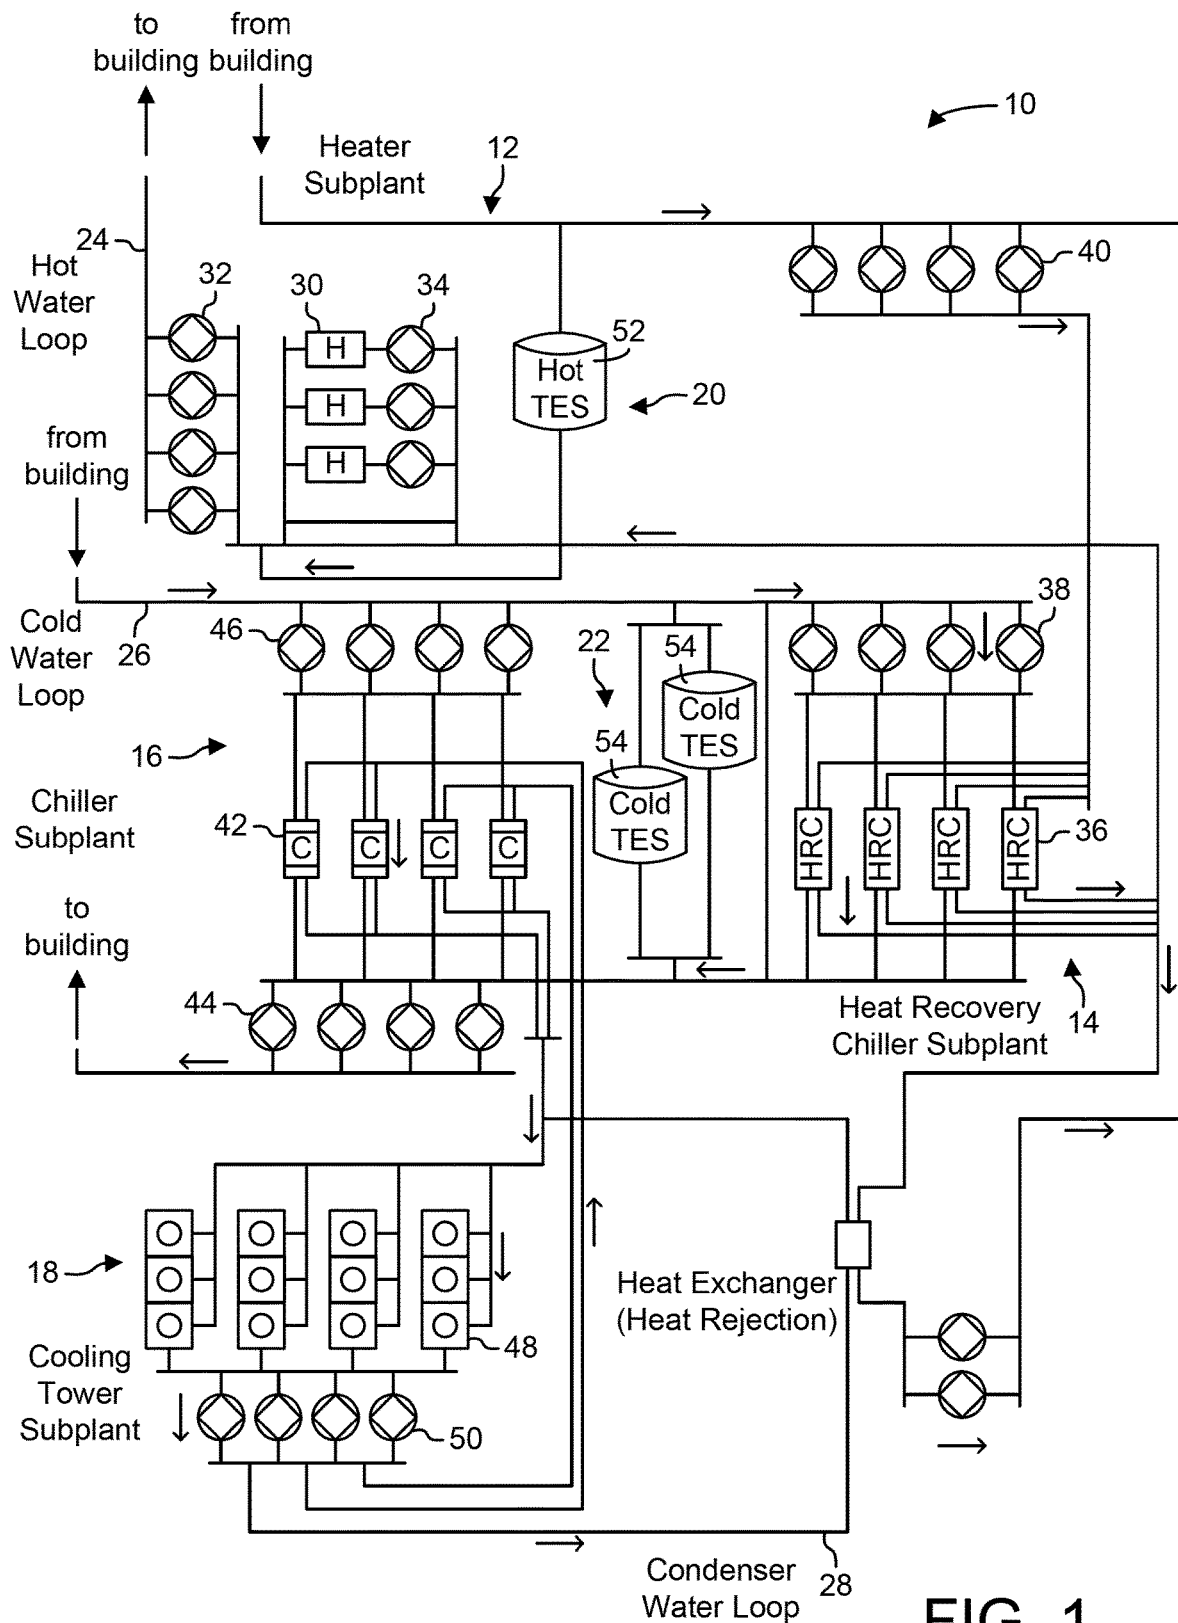 to
building
from
building
10
Heater
Subplant
12
24
Hot
Water
Loop
32
30
34
40
H
H
H
Hot
TES
52
20
from
building
Cold
Water
Loop
26
46
22
54
Cold
TES
54
Cold
TES
38
16
Chiller
Subplant
42
C
C
C
C
HRC
HRC
HRC
HRC
36
to
building
44
Heat Recovery
Chiller Subplant
14
18
Cooling
Tower
Subplant
48
50
Heat Exchanger
(Heat Rejection)
Condenser
Water Loop
28
FIG. 1